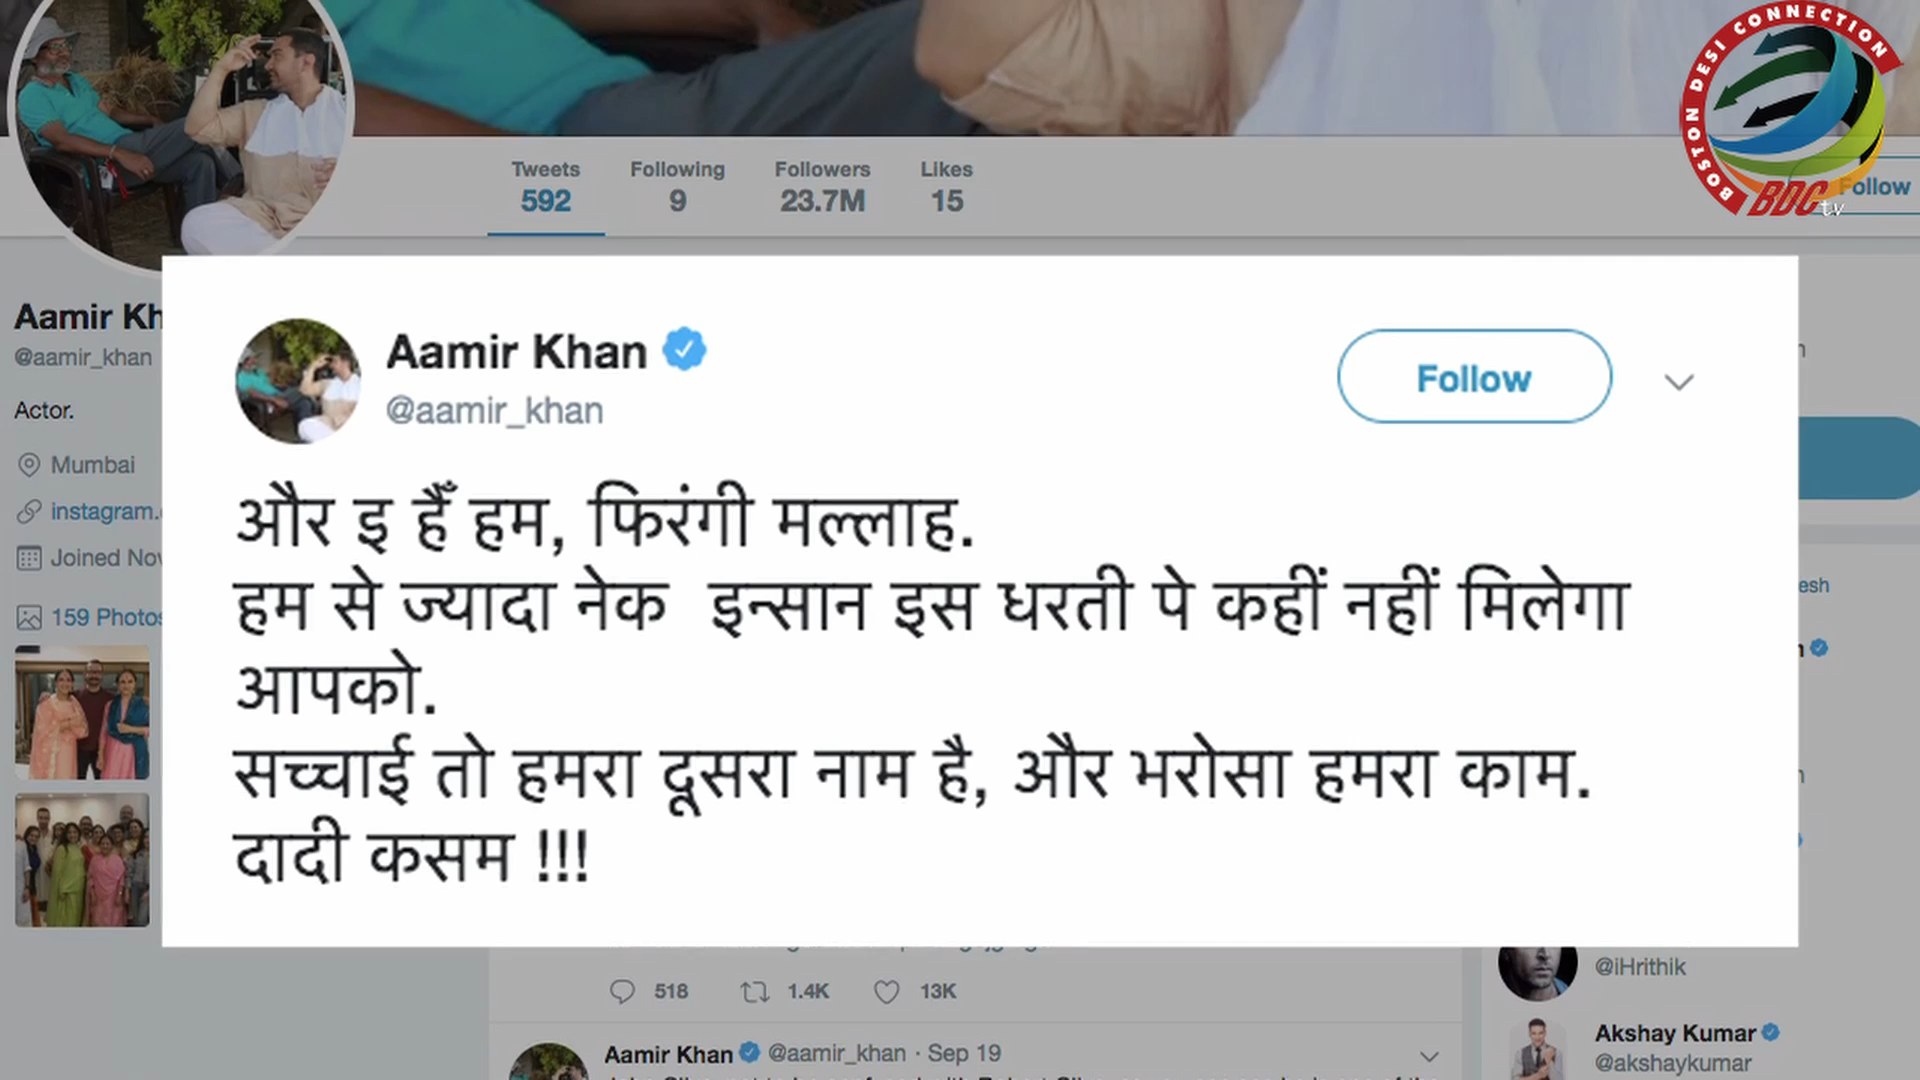 BOSTON DESI CONNECTION
BDC tv
Tweets Following Followers Likes
592 9 23.7M 15
Follow
Aamir Kh
@aamir_khan
Actor.
Mumbai
instagram.
Joined Nov
159 Photos
Aamir Khan
@aamir_khan
Follow
और इ हैँ हम, फिरंगी मल्लाह.
हम से ज्यादा नेक इन्सान इस धरती पे कहीं नहीं मिलेगा
आपको.
सच्चाई तो हमरा दूसरा नाम है, और भरोसा हमरा काम.
दादी कसम !!!
518 1.4K 13K
Aamir Khan @aamir_khan · Sep 19
@iHrithik
Akshay Kumar
@akshaykumar